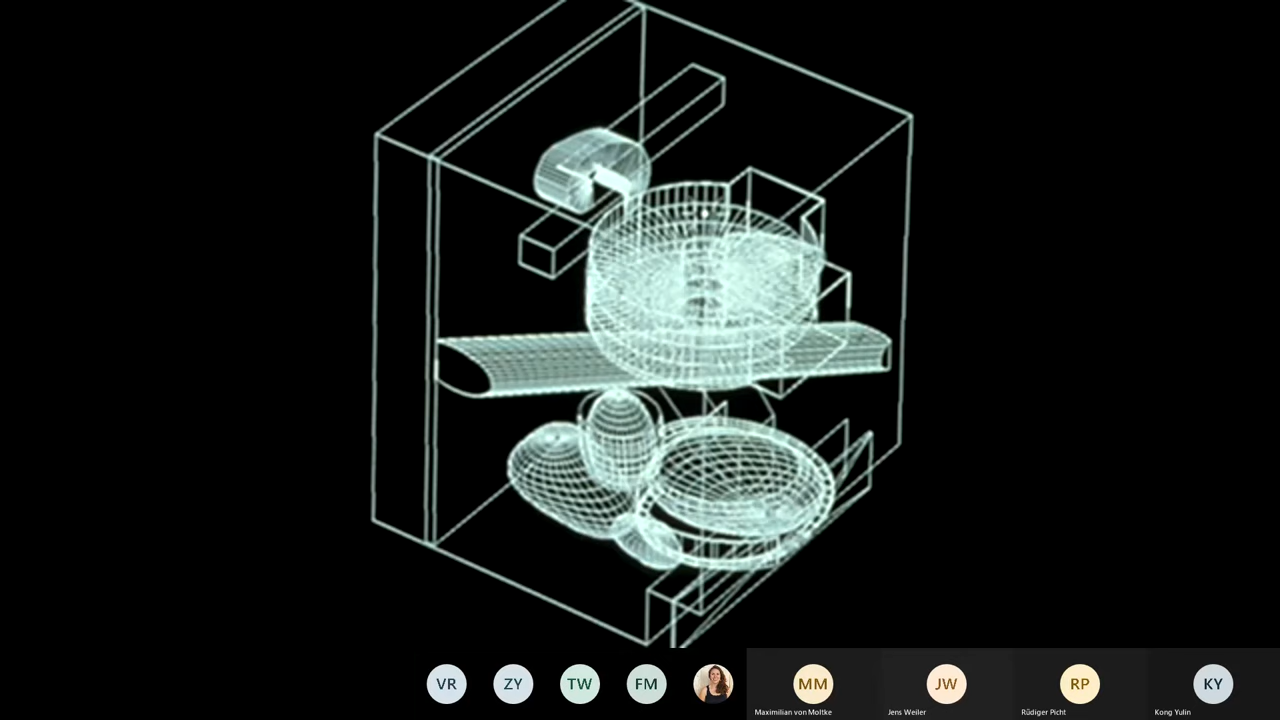 VR ZY TW FM MM JW RP KY
Maximilian von Moltke Jens Weiler Rüdiger Picht Kong Yulin